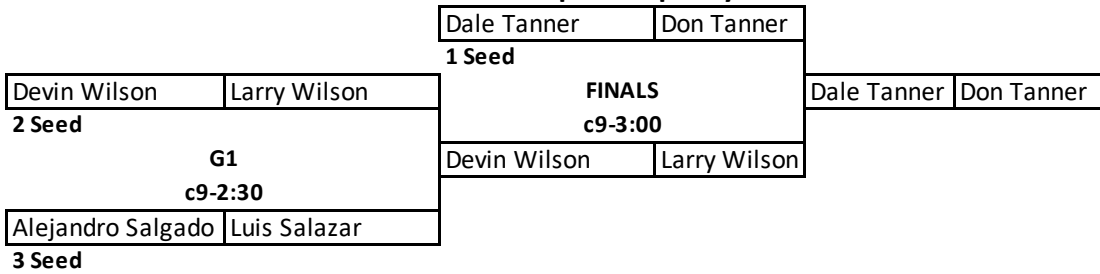 Dale Tanner Don Tanner
1 Seed
Devin Wilson Larry Wilson FINALS Dale Tanner Don Tanner
2 Seed c9-3:00
G1 Devin Wilson Larry Wilson
c9-2:30
Alejandro Salgado Luis Salazar
3 Seed